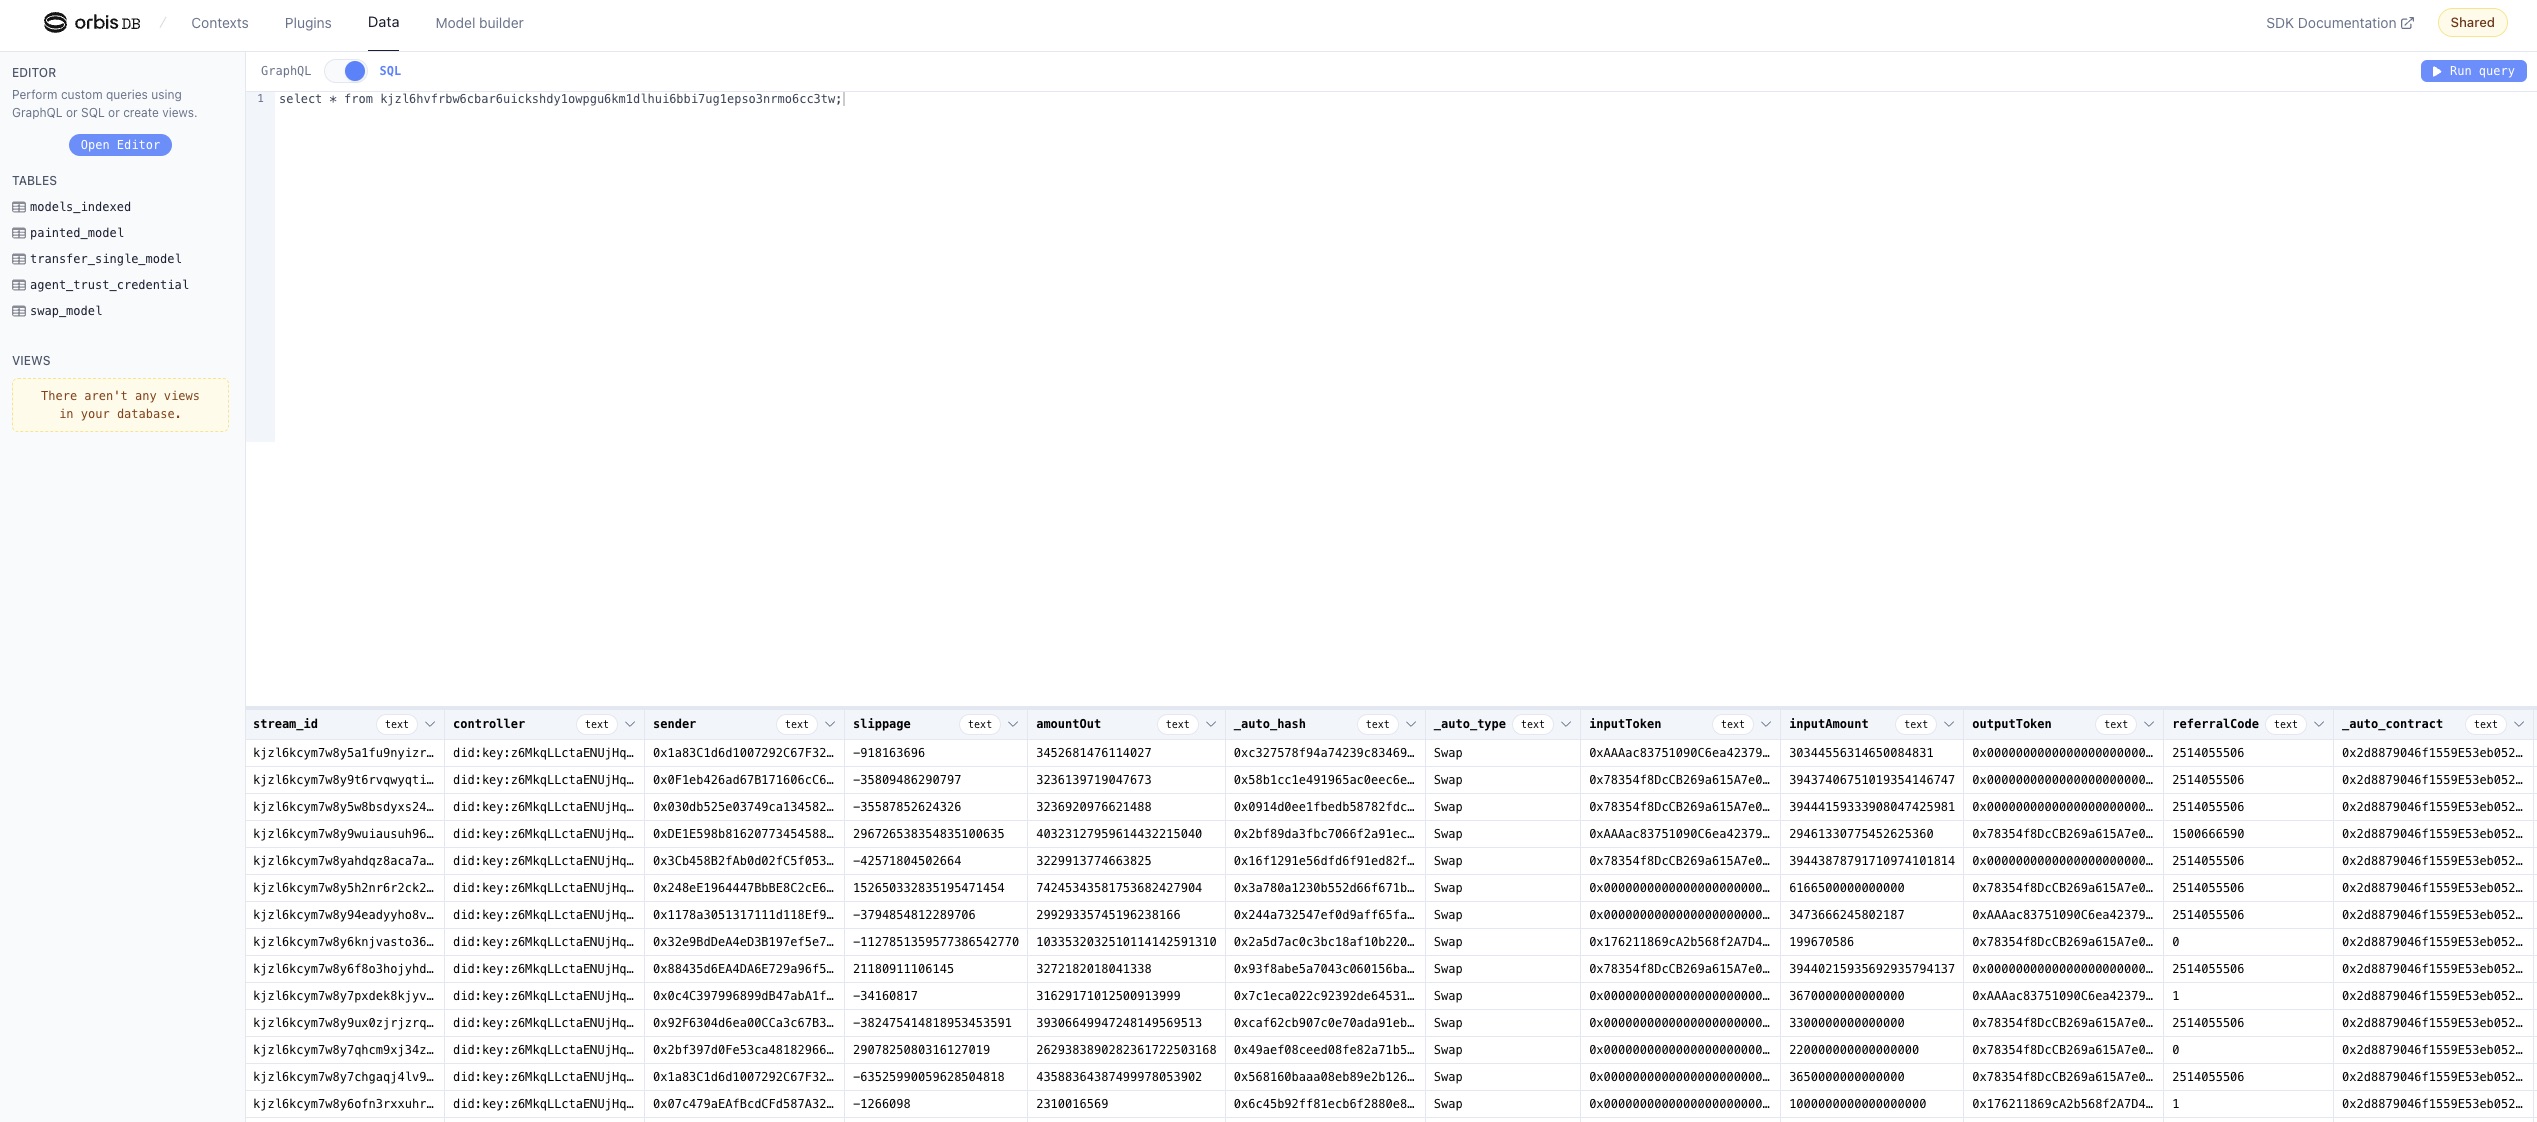 orbis DB / Contexts Plugins Data Model builder SDK Documentation Shared
EDITOR
Perform custom queries using
GraphQL or SQL or create views.
Open Editor
TABLES
models_indexed
painted_model
transfer_single_model
agent_trust_credential
swap_model
VIEWS
There aren't any views
in your database.
GraphQL SQL Run query
1 select * from kjzl6hvfrbw6cbar6uickshdy1owpgu6km1dlhui6bbi7ug1epso3nrmo6cc3tw;
stream_id text controller text sender text slippage text amountOut text _auto_hash text _auto_type text inputToken text inputAmount text outputToken text referralCode text _auto_contract text
kjzl6kcym7w8y5a1fu9nyizr… did:key:z6MkqLLctaENUjHq… 0x1a83C1d6d1007292C67F32… -918163696 3452681476114027 0xc327578f94a74239c83469… Swap 0xAAAac83751090C6ea42379… 30344556314650084831 0x0000000000000000000000… 2514055506 0x2d8879046f1559E53eb052…
kjzl6kcym7w8y9t6rvqwyqti… did:key:z6MkqLLctaENUjHq… 0x0F1eb426ad67B171606cC6… -35809486290797 3236139719047673 0x58b1cc1e491965ac0eec6e… Swap 0x78354f8DcCB269a615A7e0… 39437406751019354146747 0x0000000000000000000000… 2514055506 0x2d8879046f1559E53eb052…
kjzl6kcym7w8y5w8bsdyxs24… did:key:z6MkqLLctaENUjHq… 0x030db525e03749ca134582… -35587852624326 3236920976621488 0x0914d0ee1fbedb58782fdc… Swap 0x78354f8DcCB269a615A7e0… 39444159333908047425981 0x0000000000000000000000… 2514055506 0x2d8879046f1559E53eb052…
kjzl6kcym7w8y9wuiausuh96… did:key:z6MkqLLctaENUjHq… 0xDE1E598b81620773454588… 296726538354835100635 40323127959614432215040 0x2bf89da3fbc7066f2a91ec… Swap 0xAAAac83751090C6ea42379… 29461330775452625360 0x78354f8DcCB269a615A7e0… 1500666590 0x2d8879046f1559E53eb052…
kjzl6kcym7w8yahdqz8aca7a… did:key:z6MkqLLctaENUjHq… 0x3Cb458B2fAb0d02fC5f053… -42571804502664 3229913774663825 0x16f1291e56dfd6f91ed82f… Swap 0x78354f8DcCB269a615A7e0… 39443878791710974101814 0x0000000000000000000000… 2514055506 0x2d8879046f1559E53eb052…
kjzl6kcym7w8y5h2nr6r2ck2… did:key:z6MkqLLctaENUjHq… 0x248eE1964447BbBE8C2cE6… 152650332835195471454 74245343581753682427904 0x3a780a1230b552d66f671b… Swap 0x0000000000000000000000… 6166500000000000 0x78354f8DcCB269a615A7e0… 2514055506 0x2d8879046f1559E53eb052…
kjzl6kcym7w8y94eadyyho8v… did:key:z6MkqLLctaENUjHq… 0x1178a3051317111d118Ef9… -3794854812289706 29929335745196238166 0x244a732547ef0d9aff65fa… Swap 0x0000000000000000000000… 3473666245802187 0xAAAac83751090C6ea42379… 2514055506 0x2d8879046f1559E53eb052…
kjzl6kcym7w8y6knjvasto36… did:key:z6MkqLLctaENUjHq… 0x32e9BdDeA4eD3B197ef5e7… -1127851359577386542770 1033532032510114142591310 0x2a5d7ac0c3bc18af10b220… Swap 0x176211869cA2b568f2A7D4… 199670586 0x78354f8DcCB269a615A7e0… 0 0x2d8879046f1559E53eb052…
kjzl6kcym7w8y6f8o3hojyhd… did:key:z6MkqLLctaENUjHq… 0x88435d6EA4DA6E729a96f5… 21180911106145 3272182018041338 0x93f8abe5a7043c060156ba… Swap 0x78354f8DcCB269a615A7e0… 39440215935692935794137 0x0000000000000000000000… 2514055506 0x2d8879046f1559E53eb052…
kjzl6kcym7w8y7pxdek8kjyv… did:key:z6MkqLLctaENUjHq… 0x0c4C397996899dB47abA1f… -34160817 31629171012500913999 0x7c1eca022c92392de64531… Swap 0x0000000000000000000000… 3670000000000000 0xAAAac83751090C6ea42379… 1 0x2d8879046f1559E53eb052…
kjzl6kcym7w8y9ux0zjrjzrq… did:key:z6MkqLLctaENUjHq… 0x92F6304d6ea00CCa3c67B3… -382475414818953453591 39306649947248149569513 0xcaf62cb907c0e70ada91eb… Swap 0x0000000000000000000000… 3300000000000000 0x78354f8DcCB269a615A7e0… 2514055506 0x2d8879046f1559E53eb052…
kjzl6kcym7w8y7qhcm9xj34z… did:key:z6MkqLLctaENUjHq… 0x2bf397d0Fe53ca48182966… 2907825080316127019 2629383890282361722503168 0x49aef08ceed08fe82a71b5… Swap 0x0000000000000000000000… 220000000000000000 0x78354f8DcCB269a615A7e0… 0 0x2d8879046f1559E53eb052…
kjzl6kcym7w8y7chgaqj4lv9… did:key:z6MkqLLctaENUjHq… 0x1a83C1d6d1007292C67F32… -63525990059628504818 43588364387499978053902 0x568160baaa08eb89e2b126… Swap 0x0000000000000000000000… 3650000000000000 0x78354f8DcCB269a615A7e0… 2514055506 0x2d8879046f1559E53eb052…
kjzl6kcym7w8y6ofn3rxxuhr… did:key:z6MkqLLctaENUjHq… 0x07c479aEAfBcdCFd587A32… -1266098 2310016569 0x6c45b92ff81ecb6f2880e8… Swap 0x0000000000000000000000… 1000000000000000000 0x176211869cA2b568f2A7D4… 1 0x2d8879046f1559E53eb052…